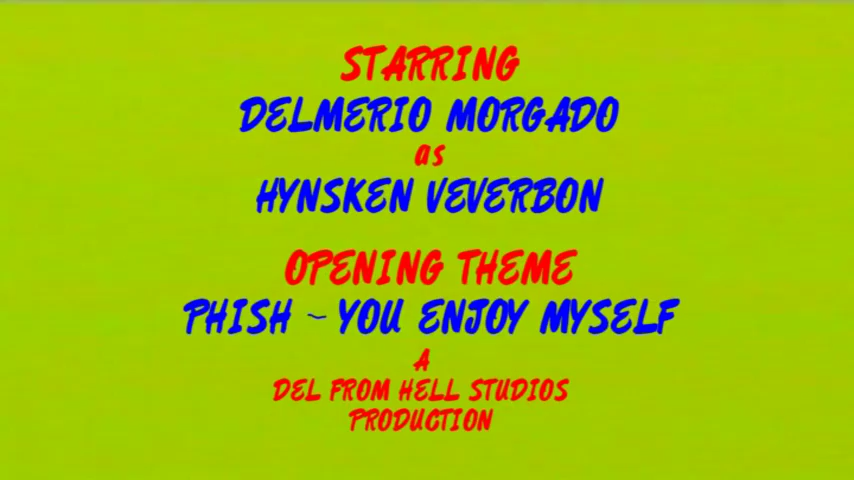 STARRING
DELMERIO MORGADO
as
HYNSKEN VEVERBON
OPENING THEME
PHISH ~ YOU ENJOY MYSELF
A
DEL FROM HELL STUDIOS
PRODUCTION